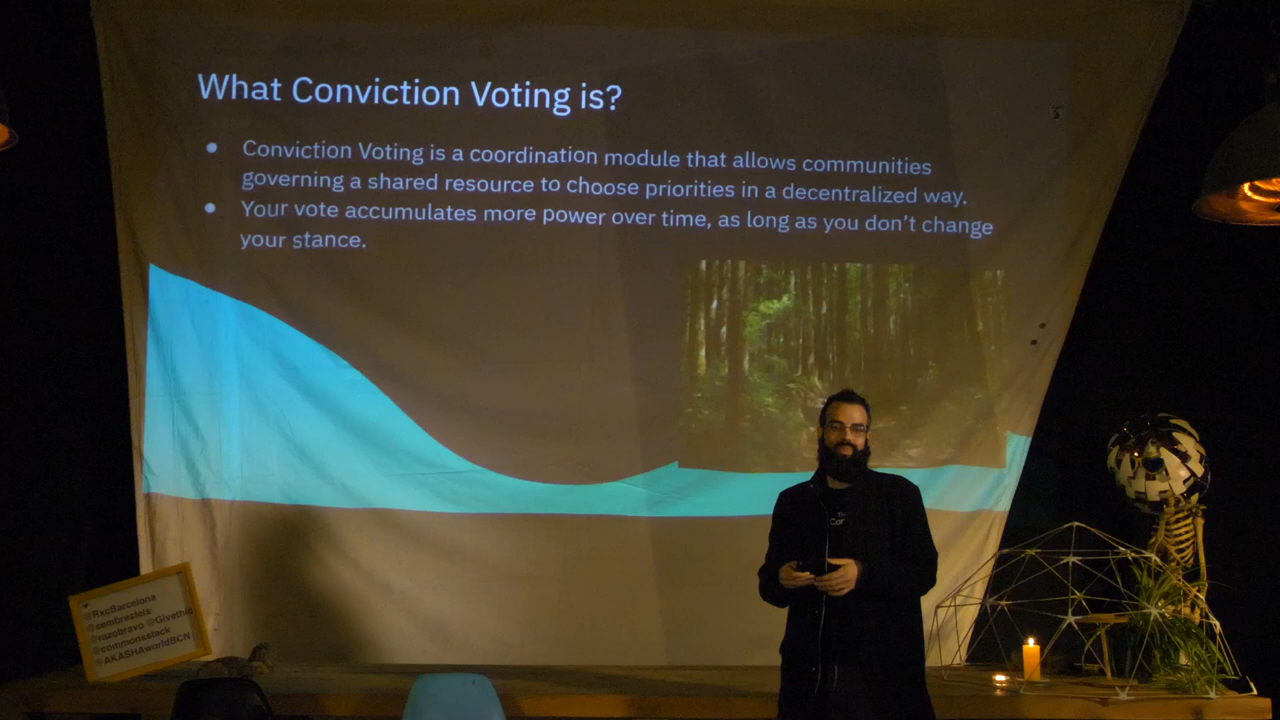 What Conviction Voting is?
● Conviction Voting is a coordination module that allows communities
governing a shared resource to choose priorities in a decentralized way.
● Your vote accumulates more power over time, as long as you don't change
your stance.
@RxcBarcelona
@sembrestels
@razobravo @Givethio
@commonsstack
@AKASHAworldBCN